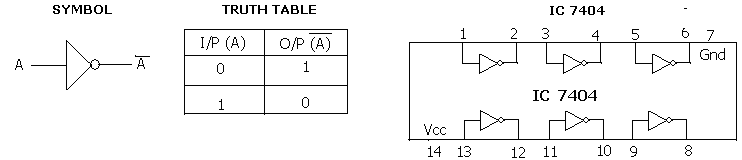 SYMBOL
A
A̅
TRUTH TABLE
I/P (A) O/P (A̅)
0 1
1 0
IC 7404
1 2 3 4 5 6 7
Gnd
IC 7404
Vcc
14 13 12 11 10 9 8